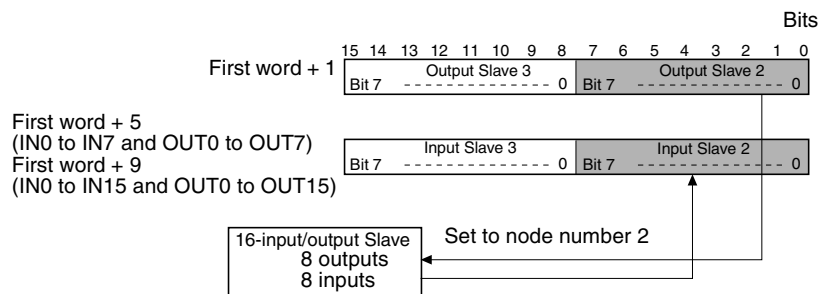 Bits
15 14 13 12 11 10 9 8 7 6 5 4 3 2 1 0
First word + 1
Output Slave 3 Output Slave 2
Bit 7 ----------------- 0 Bit 7 ----------------- 0
First word + 5
(IN0 to IN7 and OUT0 to OUT7)
First word + 9
(IN0 to IN15 and OUT0 to OUT15)
Input Slave 3 Input Slave 2
Bit 7 ----------------- 0 Bit 7 ----------------- 0
16-input/output Slave
8 outputs
8 inputs
Set to node number 2